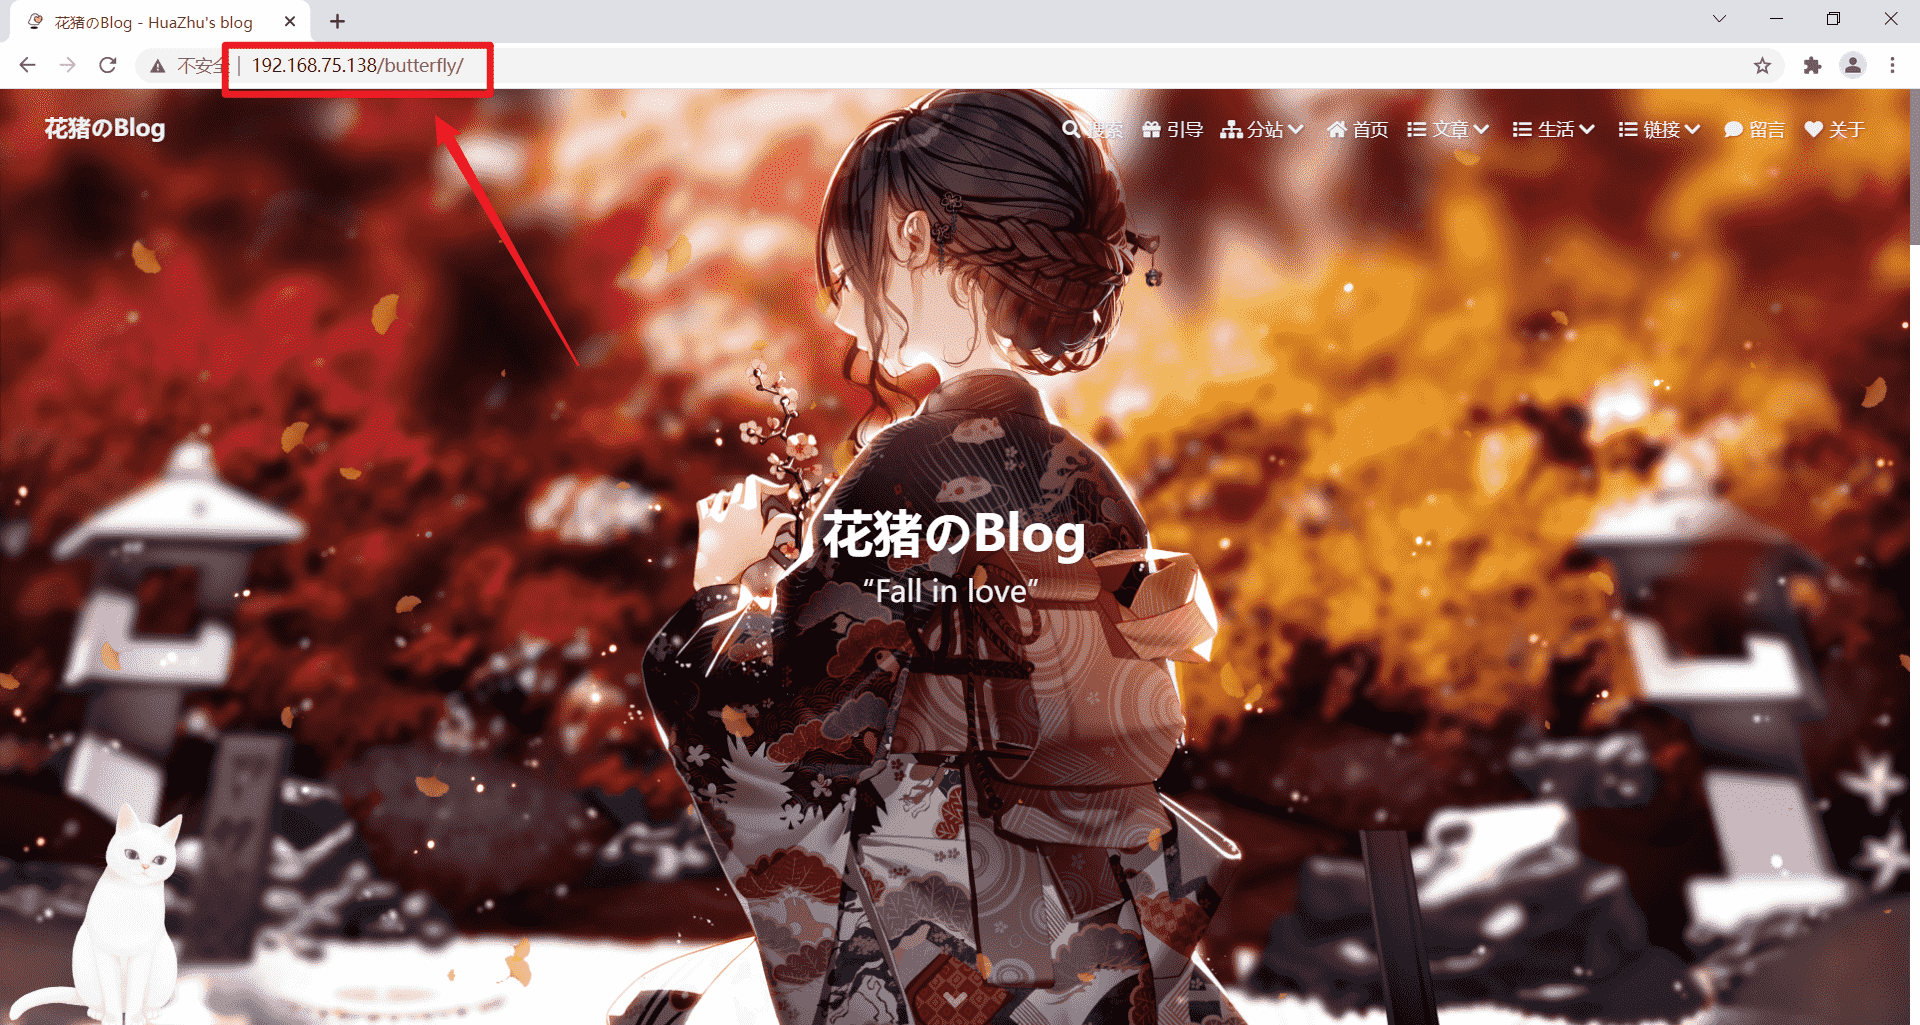 花猪のBlog - HuaZhu's blog
不安全 | 192.168.75.138/butterfly/
花猪のBlog
搜索 引导 分站 首页 文章 生活 链接 留言 关于
花猪のBlog
“Fall in love”